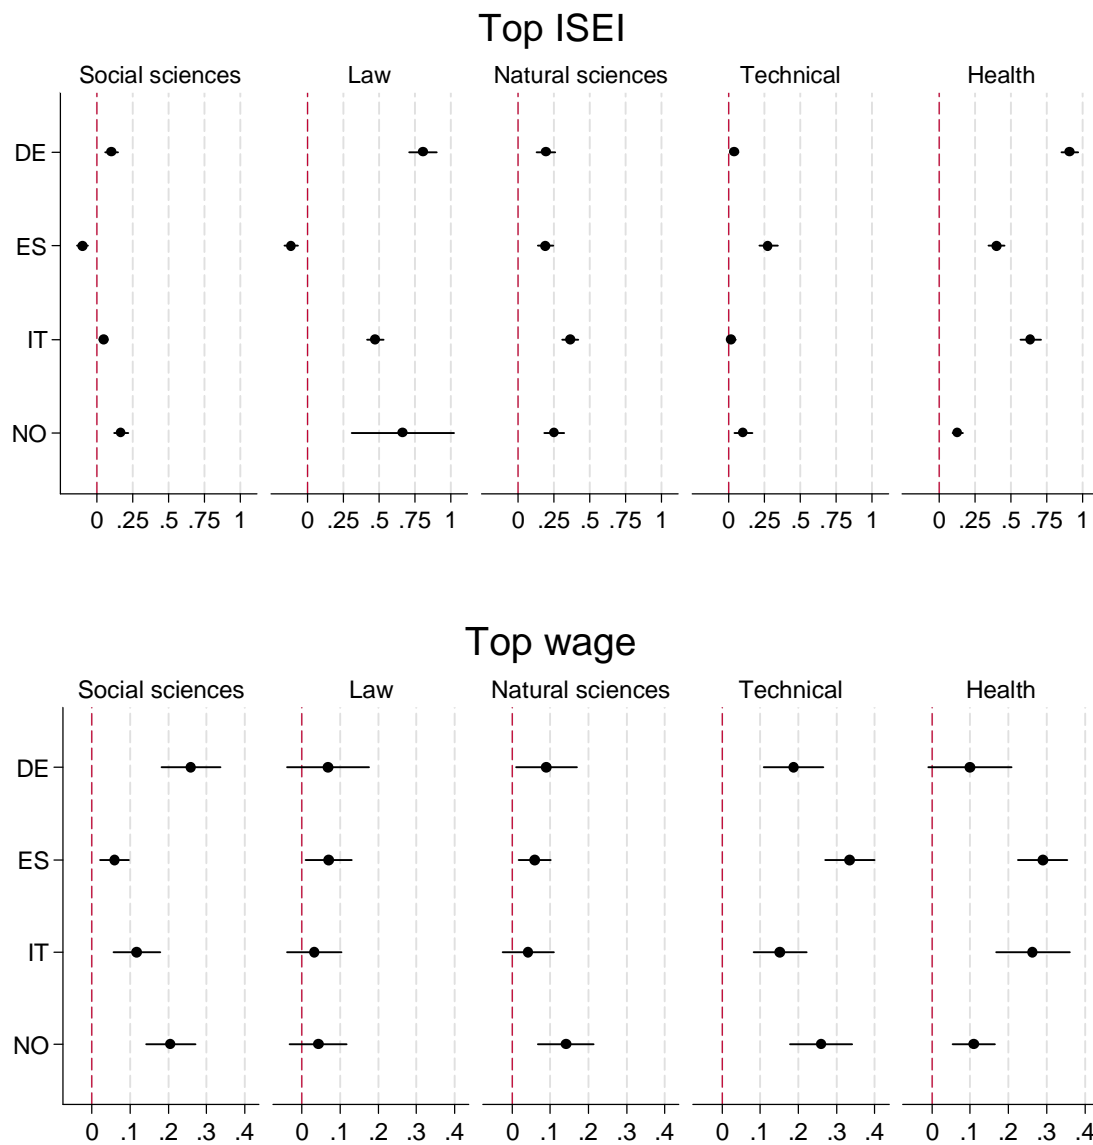 Top ISEI
Social sciences Law Natural sciences Technical Health
DE
ES
IT
NO
0 .25 .5 .75 1 0 .25 .5 .75 1 0 .25 .5 .75 1 0 .25 .5 .75 1 0 .25 .5 .75 1
Top wage
Social sciences Law Natural sciences Technical Health
DE
ES
IT
NO
0 .1 .2 .3 .4 0 .1 .2 .3 .4 0 .1 .2 .3 .4 0 .1 .2 .3 .4 0 .1 .2 .3 .4